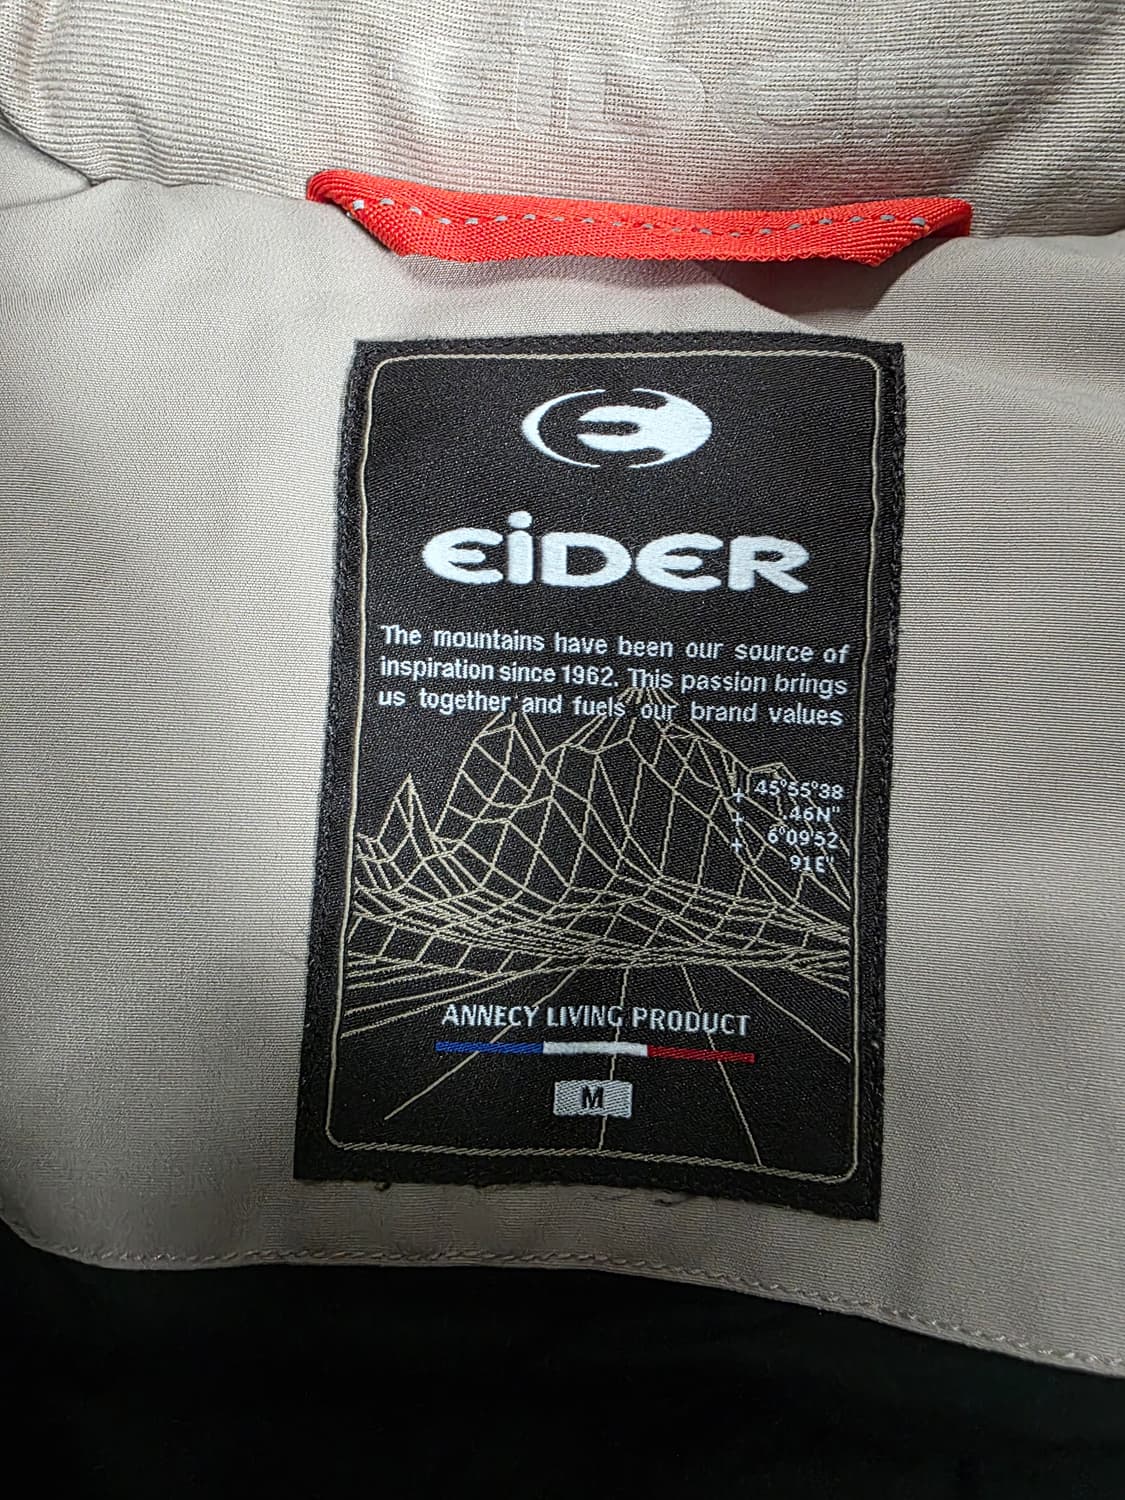 EiDER
EiDER
The mountains have been our source of
inspiration since 1962. This passion brings
us together and fuels our brand values
45°55°38
.46N"
6°09'52
91E"
ANNECY LIVING PRODUCT
M